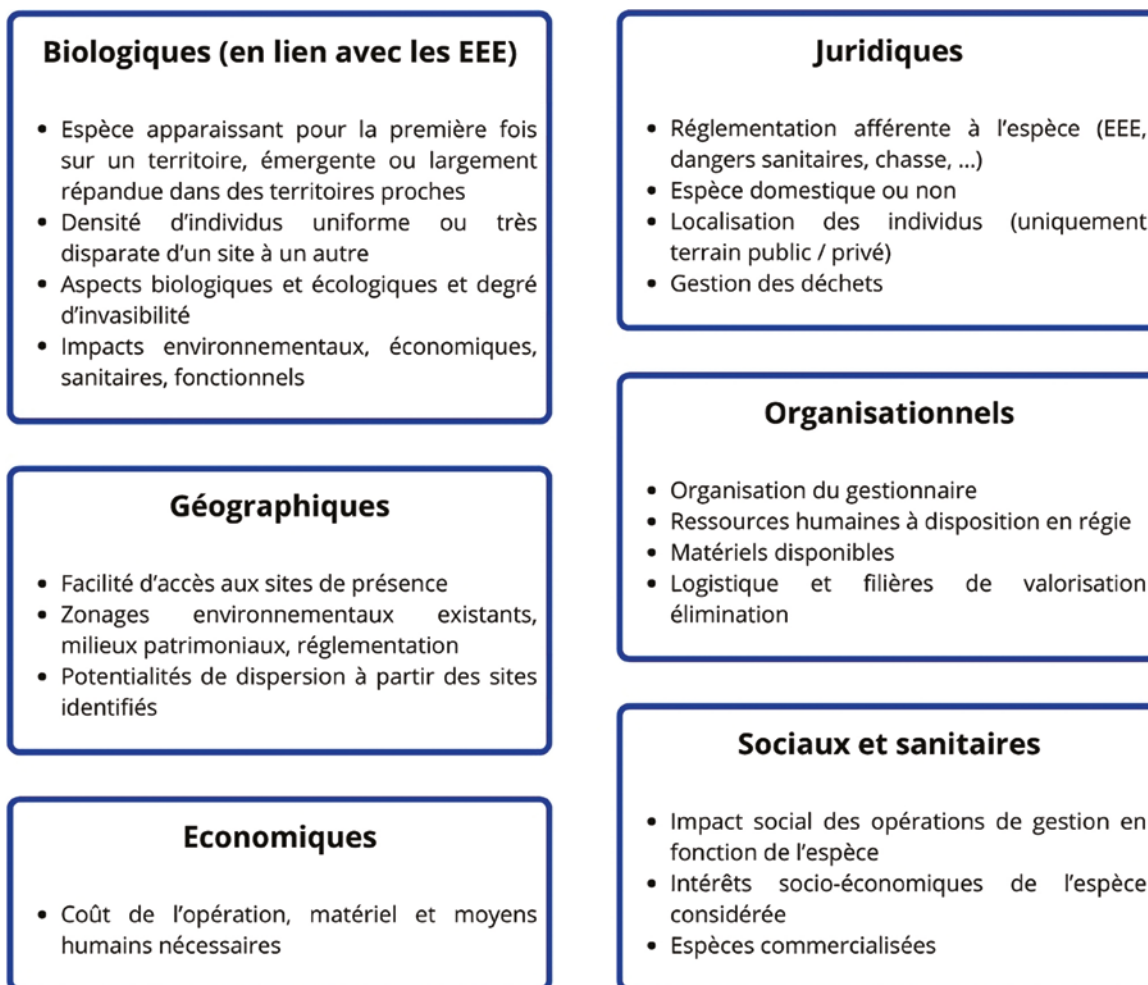 Biologiques (en lien avec les EEE)
• Espèce apparaissant pour la première fois
sur un territoire, émergente ou largement
répandue dans des territoires proches
• Densité d’individus uniforme ou très
disparate d’un site à un autre
• Aspects biologiques et écologiques et degré
d’invasibilité
• Impacts environnementaux, économiques,
sanitaires, fonctionnels
Géographiques
• Facilité d’accès aux sites de présence
• Zonages environnementaux existants,
milieux patrimoniaux, réglementation
• Potentialités de dispersion à partir des sites
identifiés
Economiques
• Coût de l’opération, matériel et moyens
humains nécessaires
Juridiques
• Réglementation afférente à l’espèce (EEE,
dangers sanitaires, chasse, ...)
• Espèce domestique ou non
• Localisation des individus (uniquement
terrain public / privé)
• Gestion des déchets
Organisationnels
• Organisation du gestionnaire
• Ressources humaines à disposition en régie
• Matériels disponibles
• Logistique et filières de valorisation
élimination
Sociaux et sanitaires
• Impact social des opérations de gestion en
fonction de l’espèce
• Intérêts socio-économiques de l’espèce
considérée
• Espèces commercialisées